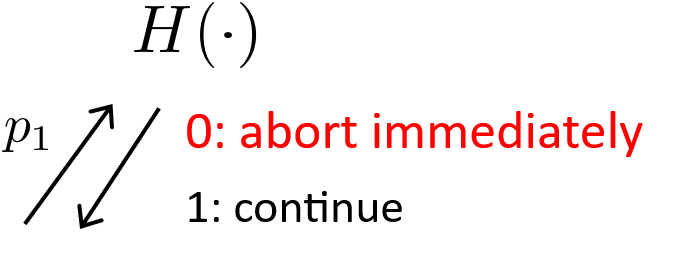 H(·)
p₁
0: abort immediately
1: continue